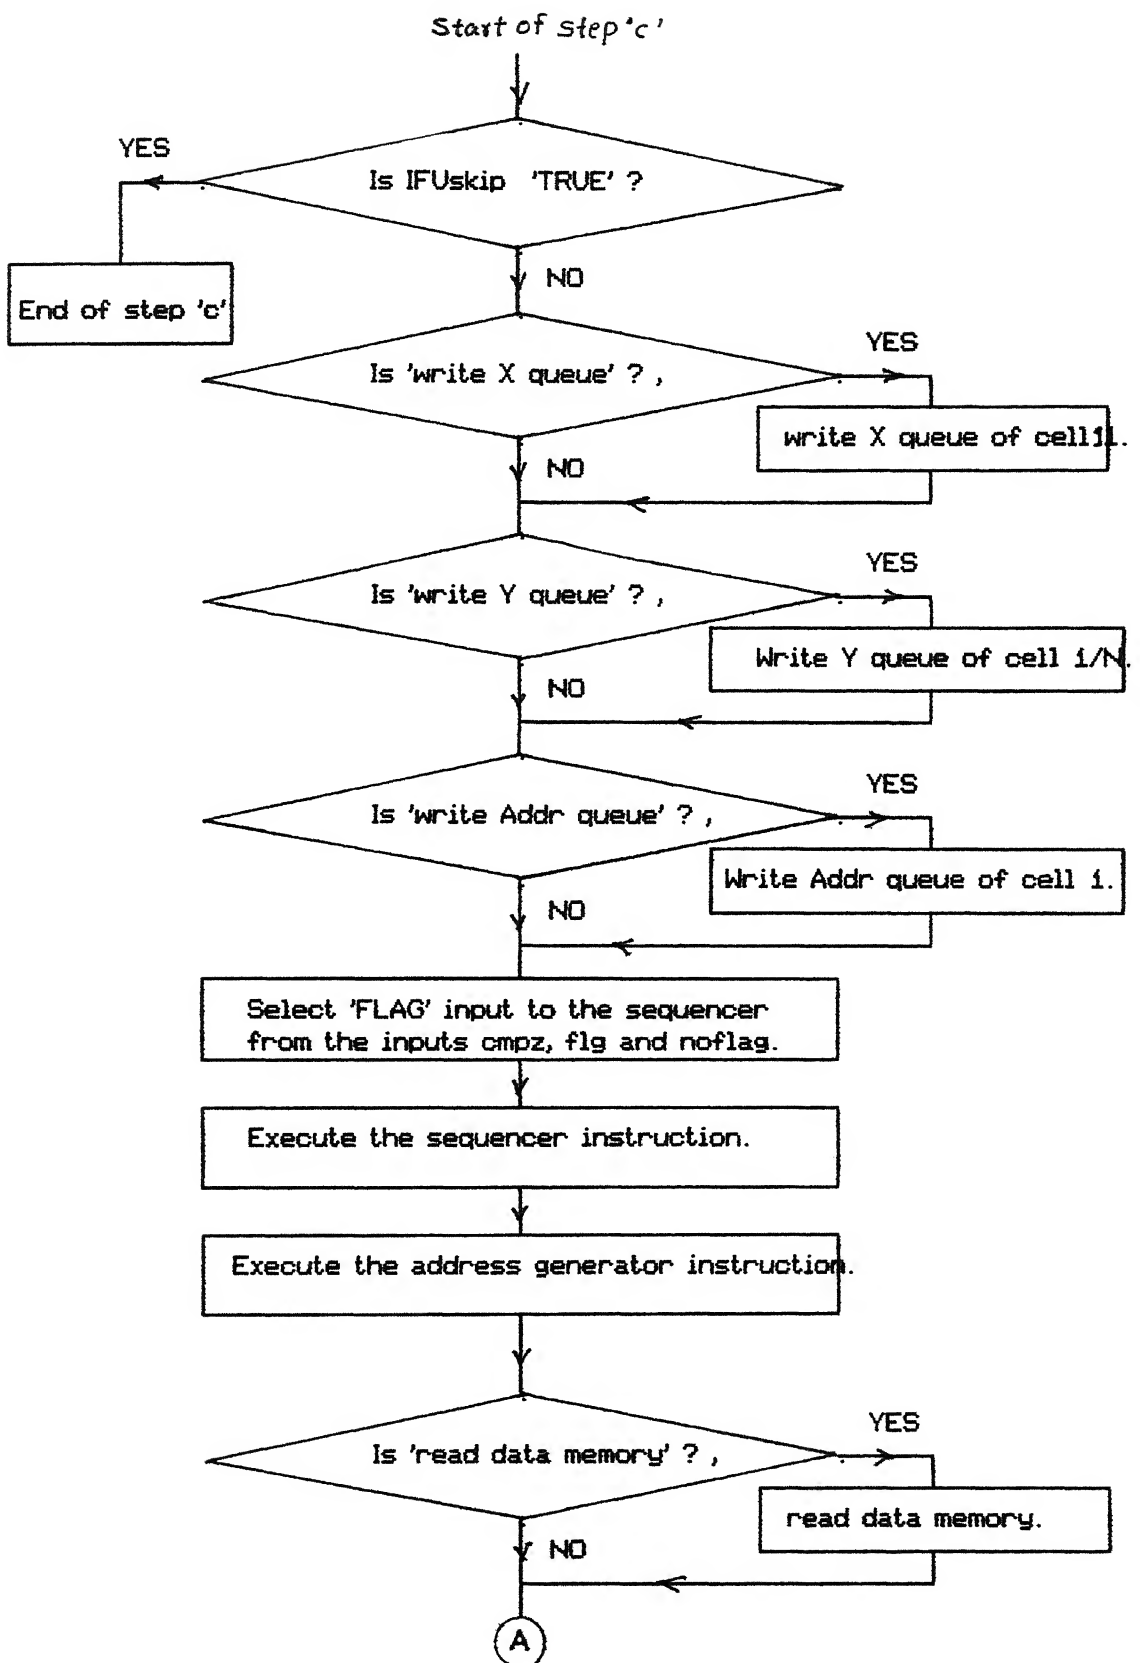 Start of step 'c'
YES
Is IFUskip 'TRUE' ?
NO
End of step 'c'
YES
Is 'write X queue' ? ,
write X queue of
NO
YES
Is 'write Y queue' ? ,
Write Y queue of cell i/N.
NO
YES
Is 'write Addr queue' ? ,
Write Addr queue of cell i.
NO
Select 'FLAG' input to the sequencer
from the inputs cmpz, flg and noflag.
Execute the sequencer instruction.
Execute the address generator instruction.
YES
Is 'read data memory' ? ,
read data memory.
NO
A